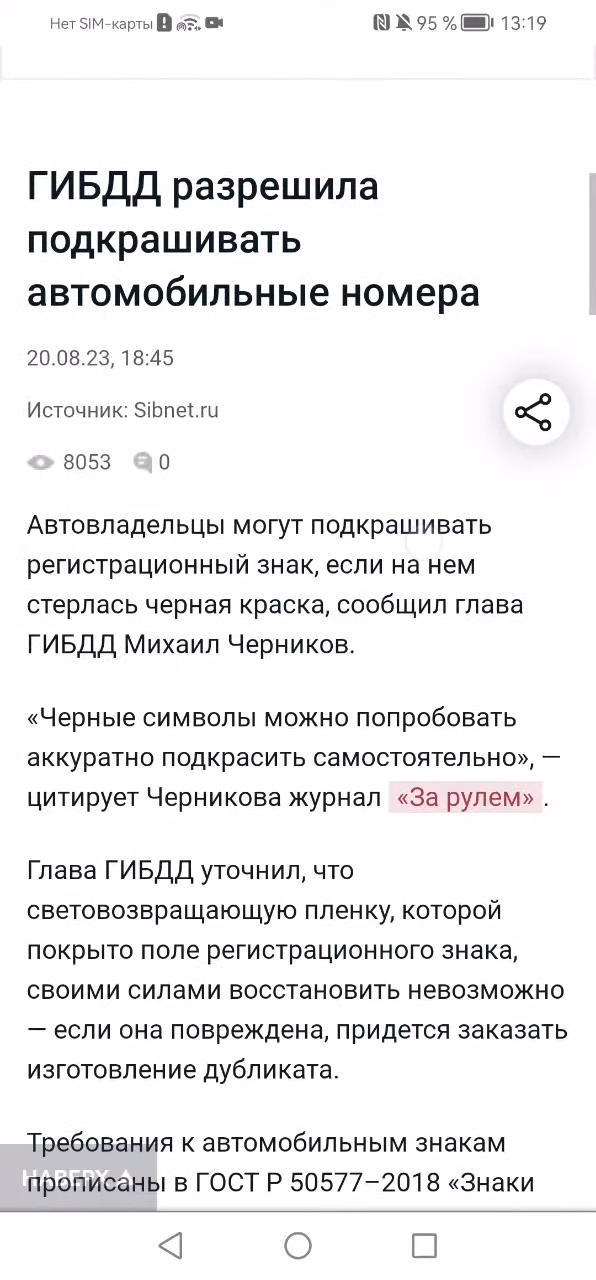 Нет SIM-карты 95 % 13:19
ГИБДД разрешила
подкрашивать
автомобильные номера
20.08.23, 18:45
Источник: Sibnet.ru
8053 0
Автовладельцы могут подкрашивать
регистрационный знак, если на нем
стерлась черная краска, сообщил глава
ГИБДД Михаил Черников.
«Черные символы можно попробовать
аккуратно подкрасить самостоятельно», —
цитирует Черникова журнал «За рулем».
Глава ГИБДД уточнил, что
световозвращающую пленку, которой
покрыто поле регистрационного знака,
своими силами восстановить невозможно
— если она повреждена, придется заказать
изготовление дубликата.
Требования к автомобильным знакам
НАВЕРХ
прописаны в ГОСТ Р 50577–2018 «Знаки